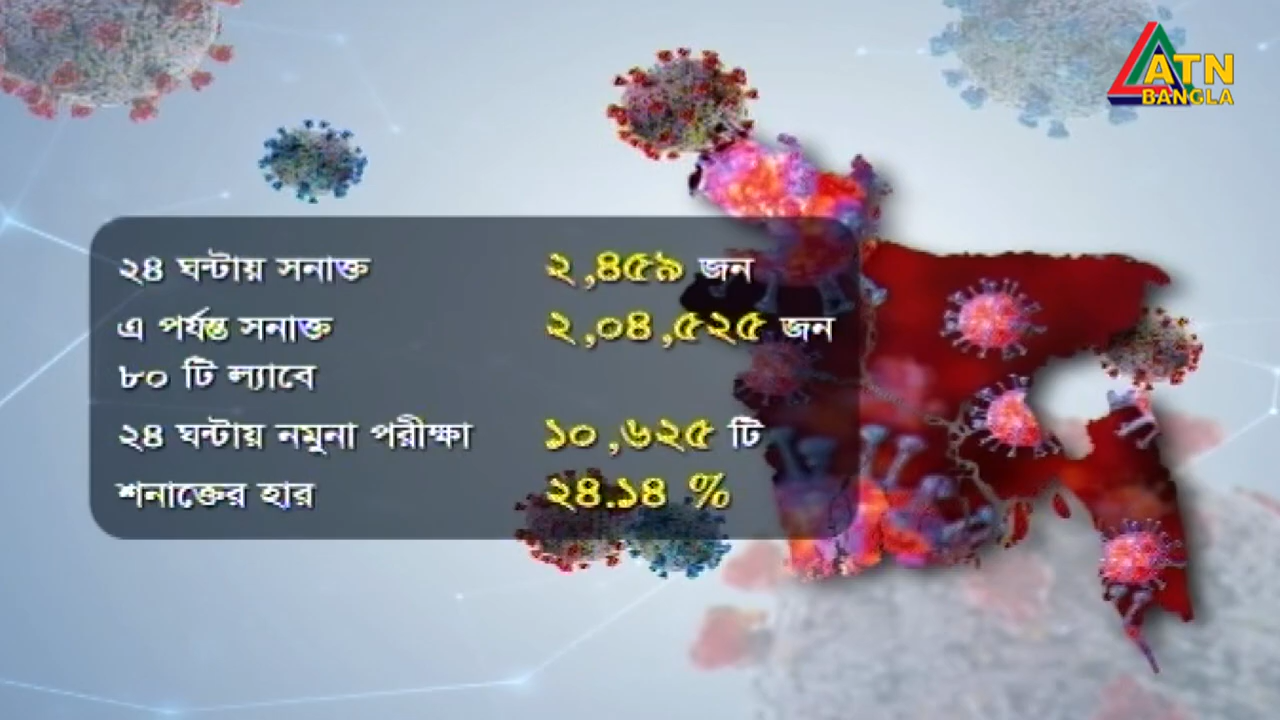 ATN
BANGLA
২৪ ঘন্টায় সনাক্ত ২,৪৫৯ জন
এ পর্যন্ত সনাক্ত ২,০৪,৫২৫ জন
৮০ টি ল্যাবে
২৪ ঘন্টায় নমুনা পরীক্ষা ১০,৬২৫ টি
শনাক্তের হার ২৪.১৪ %